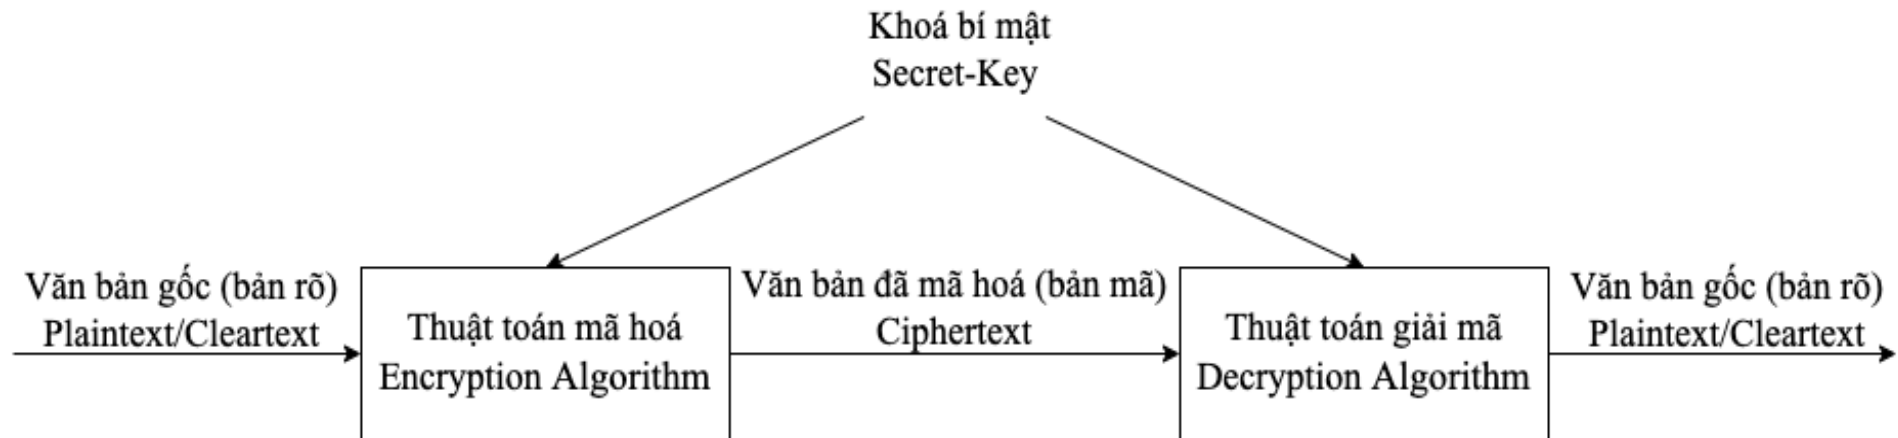 Khoá bí mật
Secret-Key
Văn bản gốc (bản rõ)
Plaintext/Cleartext
Thuật toán mã hoá
Encryption Algorithm
Văn bản đã mã hoá (bản mã)
Ciphertext
Thuật toán giải mã
Decryption Algorithm
Văn bản gốc (bản rõ)
Plaintext/Cleartext